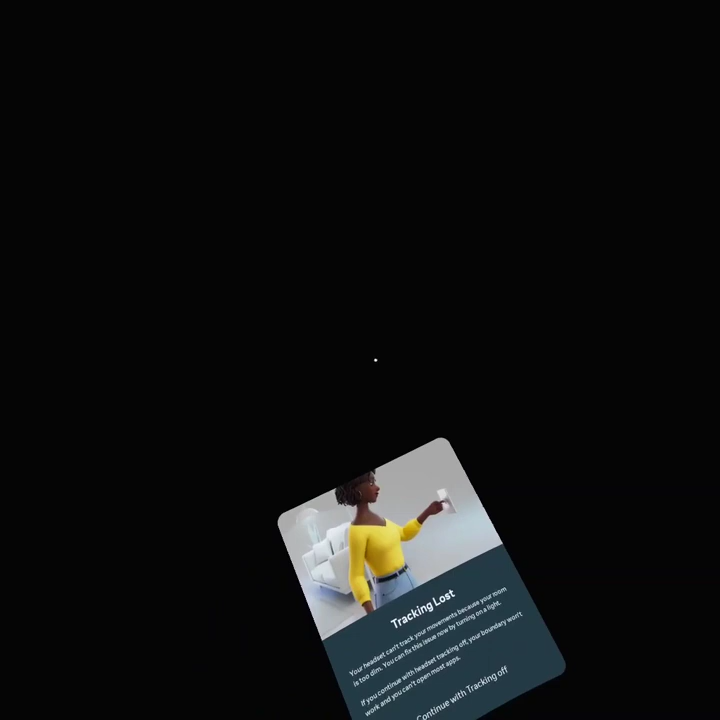 Tracking Lost
Your headset can't track your movements because your room
is too dim. You can fix this issue now by turning on a light.
If you continue with headset tracking off, your boundary won't
work and you can't open most apps.
Continue with Tracking off